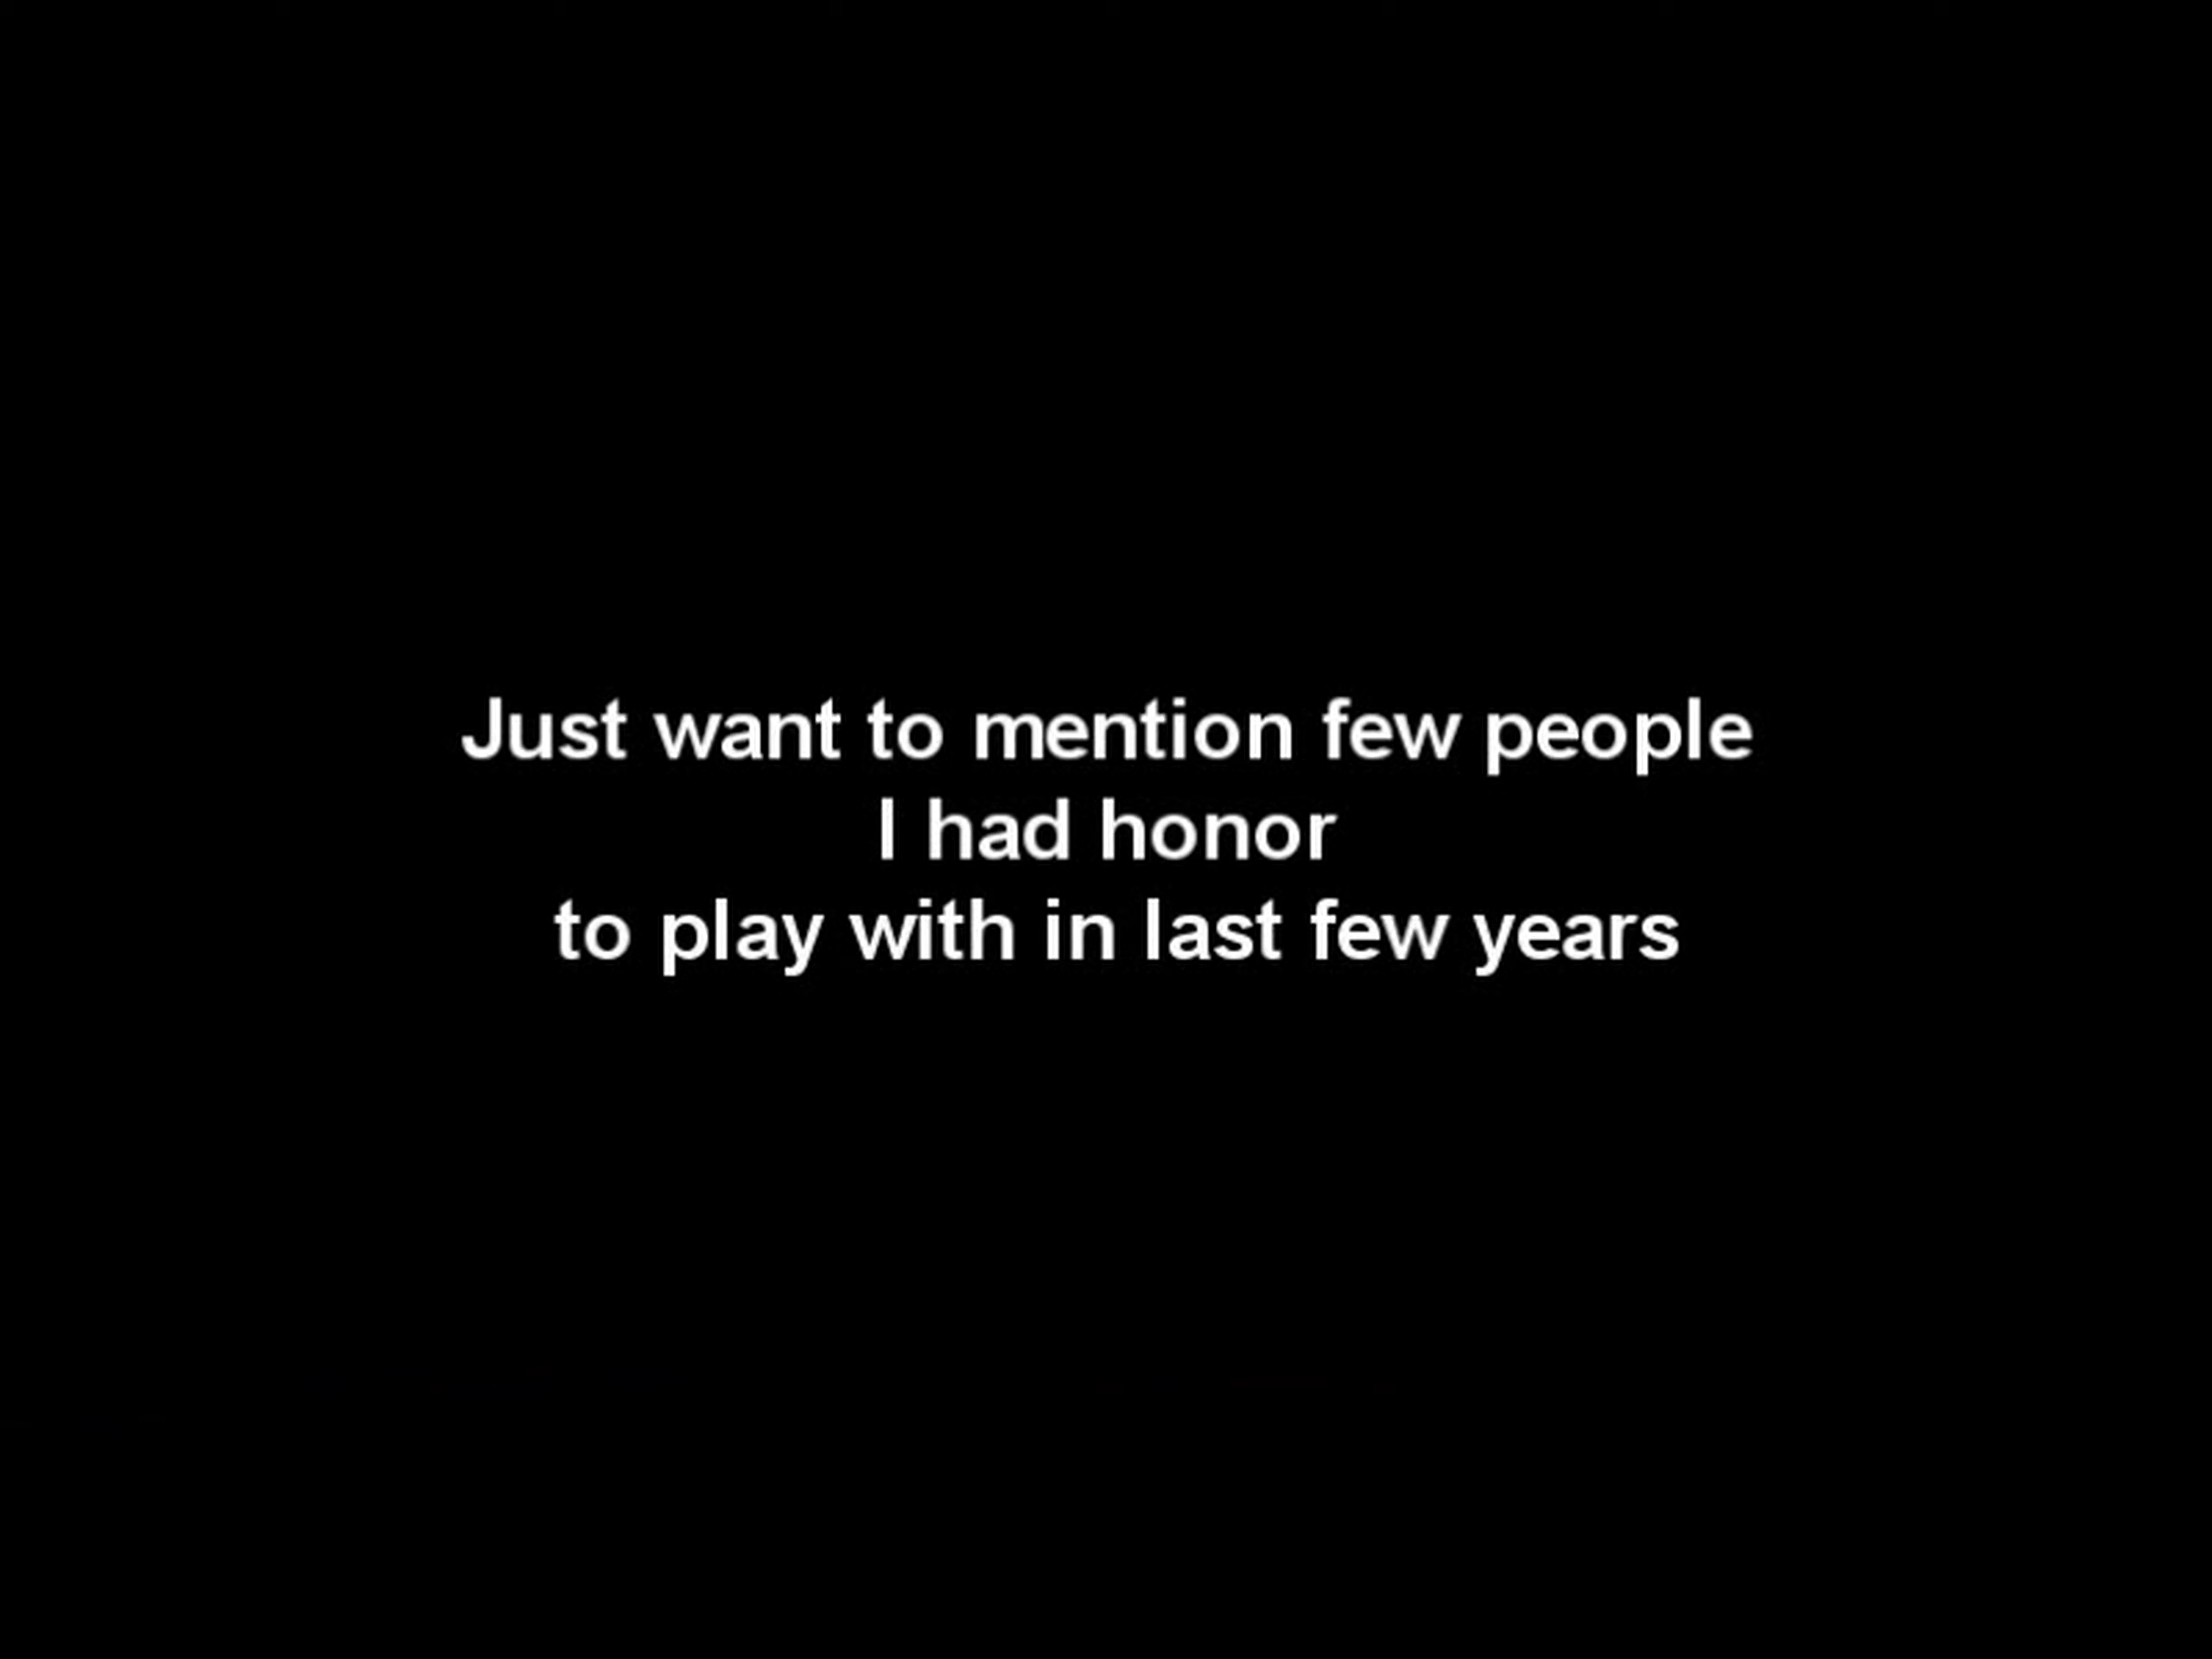 Just want to mention few people
I had honor
to play with in last few years